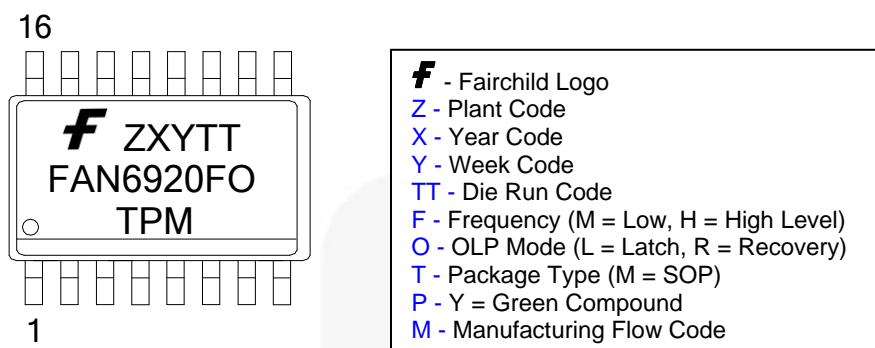 16
ZXYTT
FAN6920FO
TPM
1
- Fairchild Logo
Z - Plant Code
X - Year Code
Y - Week Code
TT - Die Run Code
F - Frequency (M = Low, H = High Level)
O - OLP Mode (L = Latch, R = Recovery)
T - Package Type (M = SOP)
P - Y = Green Compound
M - Manufacturing Flow Code